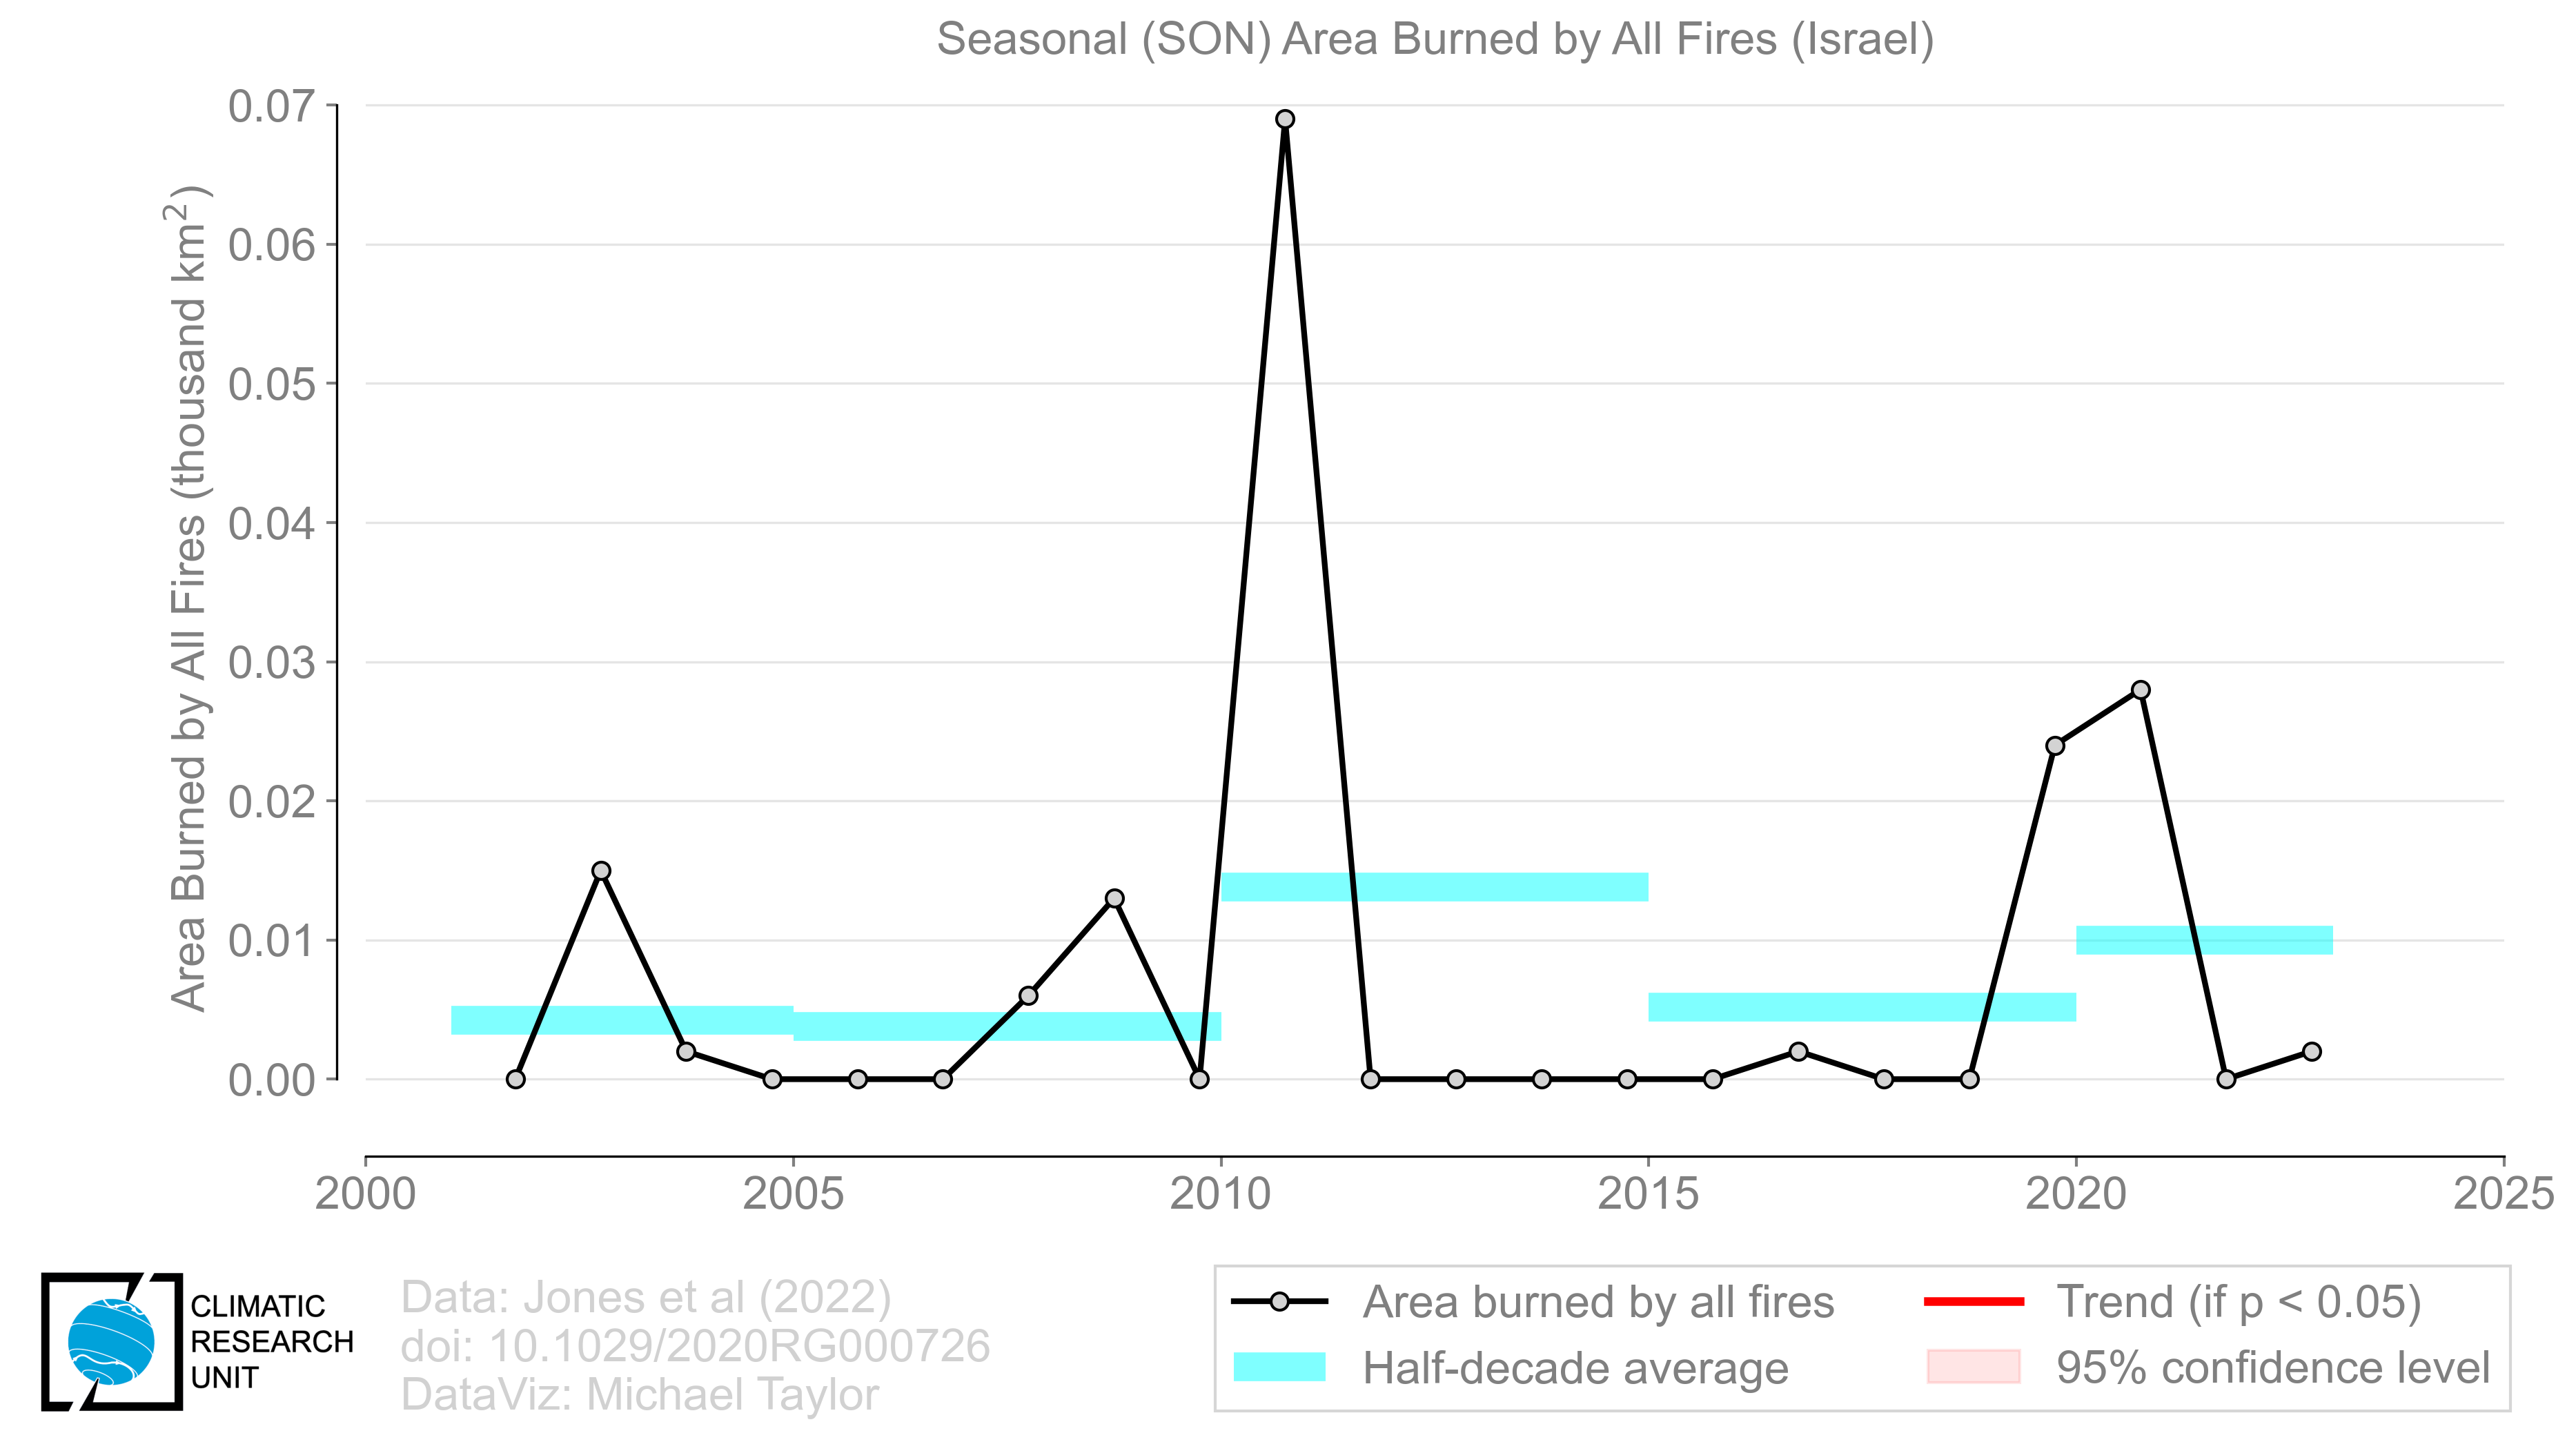 Seasonal (SON) Area Burned by All Fires (Israel)
Area Burned by All Fires (thousand km²)
0.07
0.06
0.05
0.04
0.03
0.02
0.01
0.00
2000 2005 2010 2015 2020 2025
CLIMATIC
RESEARCH
UNIT
Data: Jones et al (2022)
doi: 10.1029/2020RG000726
DataViz: Michael Taylor
Area burned by all fires
Half-decade average
Trend (if p < 0.05)
95% confidence level